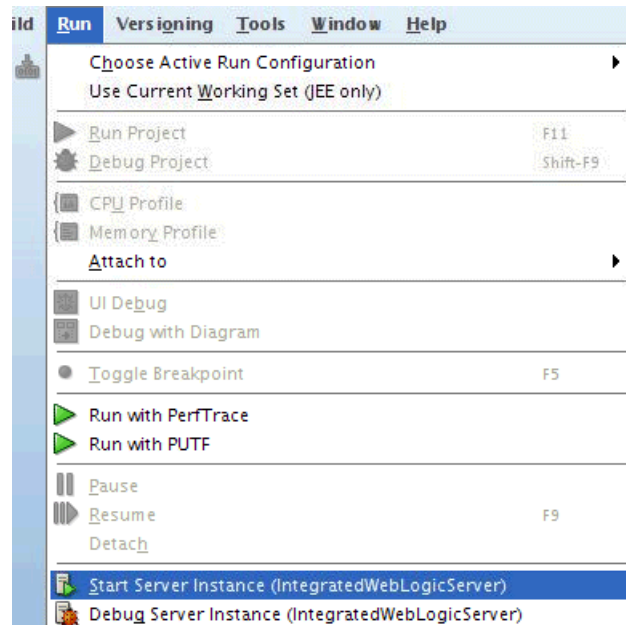 ild Run Versioning Tools Window Help
Choose Active Run Configuration
Use Current Working Set (JEE only)
Run Project F11
Debug Project Shift-F9
CPU Profile
Memory Profile
Attach to
UI Debug
Debug with Diagram
Toggle Breakpoint F5
Run with PerfTrace
Run with PUTF
Pause
Resume F9
Detach
Start Server Instance (IntegratedWebLogicServer)
Debug Server Instance (IntegratedWebLogicServer)